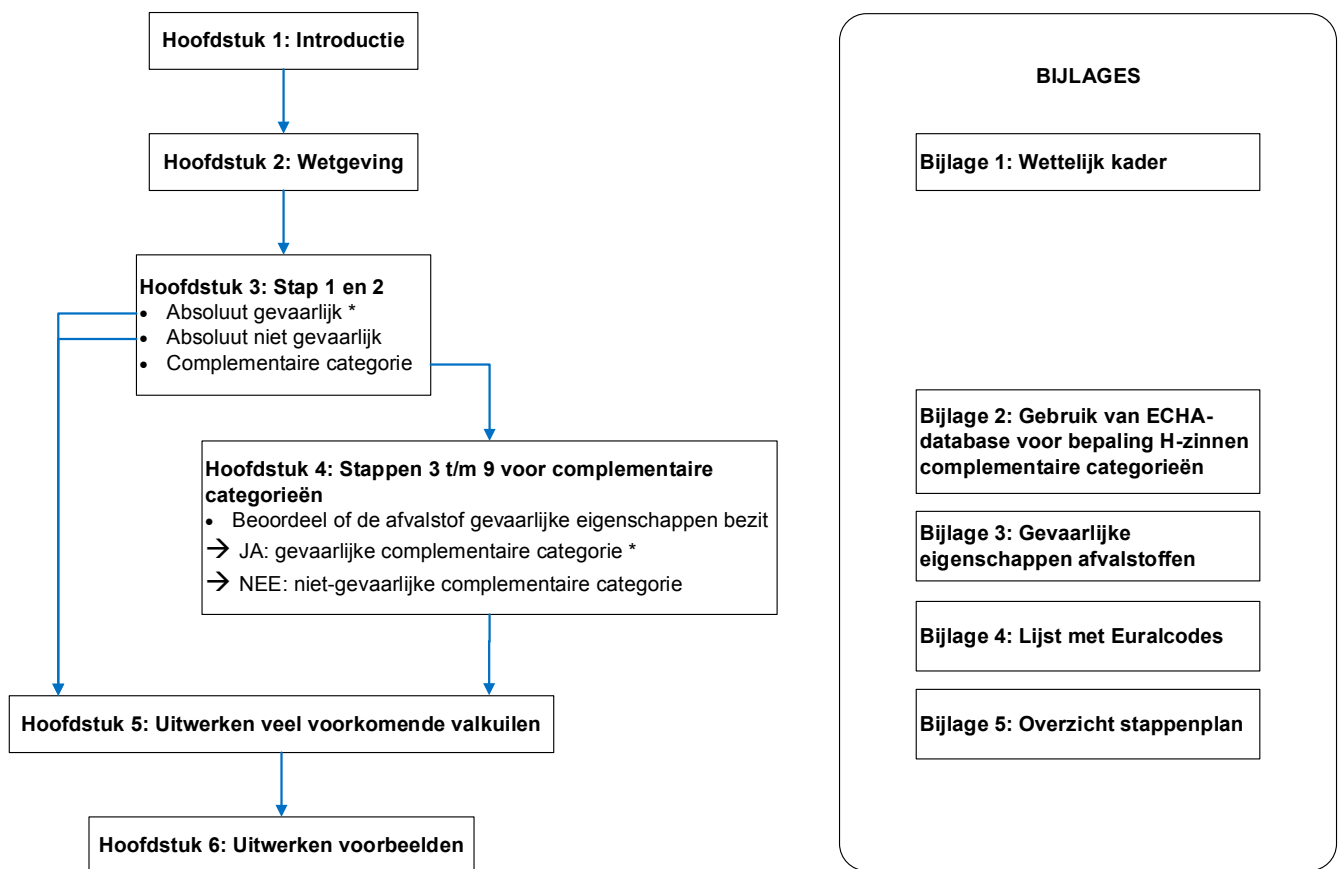 Hoofdstuk 1: Introductie
Hoofdstuk 2: Wetgeving
Hoofdstuk 3: Stap 1 en 2
• Absoluut gevaarlijk *
• Absoluut niet gevaarlijk
• Complementaire categorie
Hoofdstuk 4: Stappen 3 t/m 9 voor complementaire
categorieën
• Beoordeel of de afvalstof gevaarlijke eigenschappen bezit
→ JA: gevaarlijke complementaire categorie *
→ NEE: niet-gevaarlijke complementaire categorie
Hoofdstuk 5: Uitwerken veel voorkomende valkuilen
Hoofdstuk 6: Uitwerken voorbeelden
BIJLAGES
Bijlage 1: Wettelijk kader
Bijlage 2: Gebruik van ECHA-
database voor bepaling H-zinnen
complementaire categorieën
Bijlage 3: Gevaarlijke
eigenschappen afvalstoffen
Bijlage 4: Lijst met Euralcodes
Bijlage 5: Overzicht stappenplan